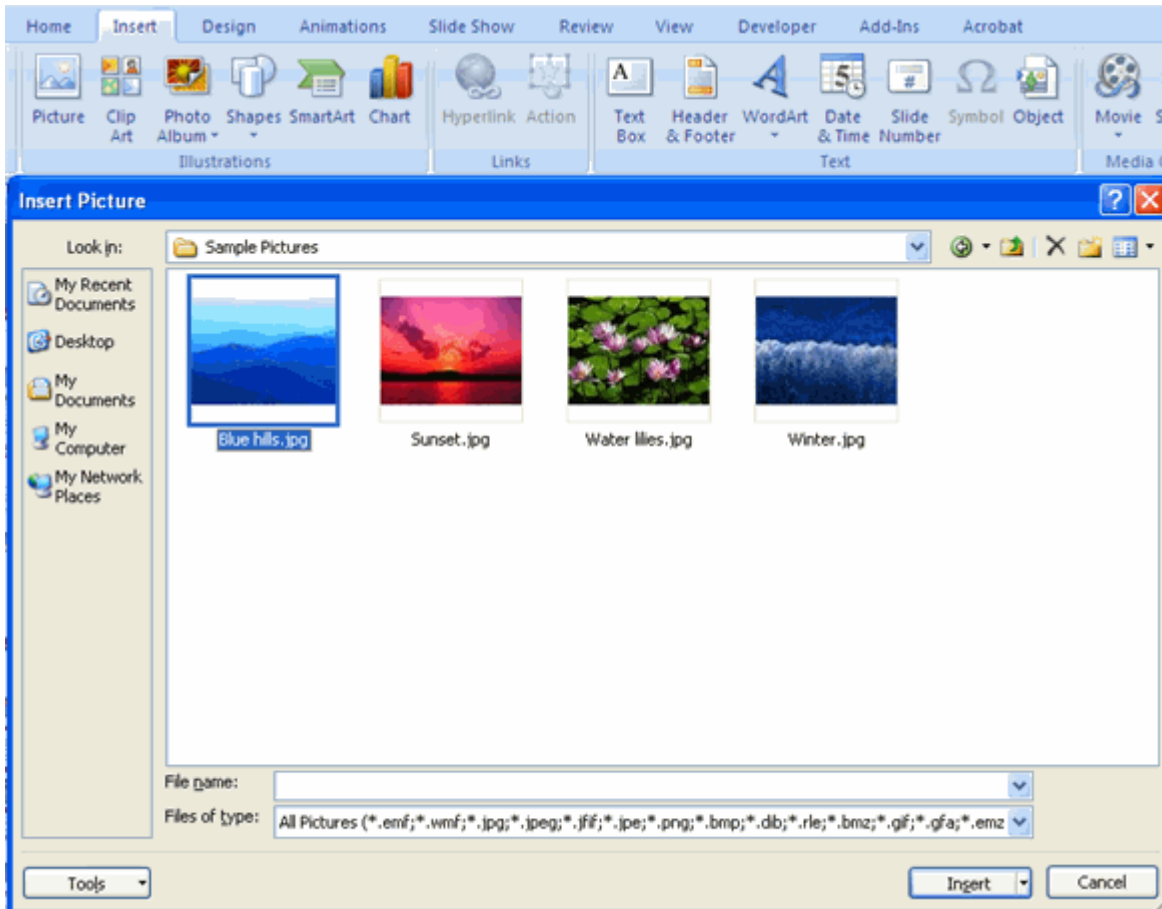 Home Insert Design Animations Slide Show Review View Developer Add-Ins Acrobat
Picture Clip Art Photo Album Shapes SmartArt Chart Hyperlink Action Text Box Header & Footer WordArt Date & Time Slide Number Symbol Object Movie
Illustrations Links Text Media
Insert Picture
Look in: Sample Pictures
My Recent Documents
Desktop
My Documents
My Computer
My Network Places
Blue hills.jpg Sunset.jpg Water lilies.jpg Winter.jpg
File name:
Files of type: All Pictures (*.emf;*.wmf;*.jpg;*.jpeg;*.jfif;*.jpe;*.png;*.bmp;*.dib;*.rle;*.bmz;*.gif;*.gfa;*.emz
Tools Insert Cancel